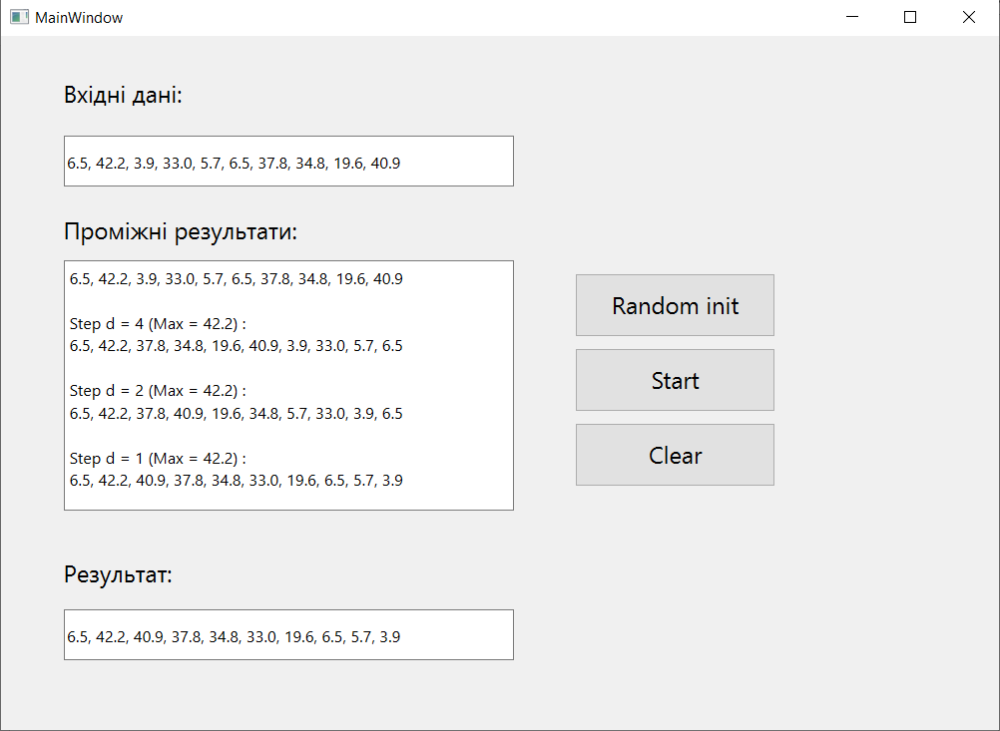 MainWindow
Вхідні дані:
6.5, 42.2, 3.9, 33.0, 5.7, 6.5, 37.8, 34.8, 19.6, 40.9
Проміжні результати:
6.5, 42.2, 3.9, 33.0, 5.7, 6.5, 37.8, 34.8, 19.6, 40.9
Step d = 4 (Max = 42.2) :
6.5, 42.2, 37.8, 34.8, 19.6, 40.9, 3.9, 33.0, 5.7, 6.5
Step d = 2 (Max = 42.2) :
6.5, 42.2, 37.8, 40.9, 19.6, 34.8, 5.7, 33.0, 3.9, 6.5
Step d = 1 (Max = 42.2) :
6.5, 42.2, 40.9, 37.8, 34.8, 33.0, 19.6, 6.5, 5.7, 3.9
Random init
Start
Clear
Результат:
6.5, 42.2, 40.9, 37.8, 34.8, 33.0, 19.6, 6.5, 5.7, 3.9